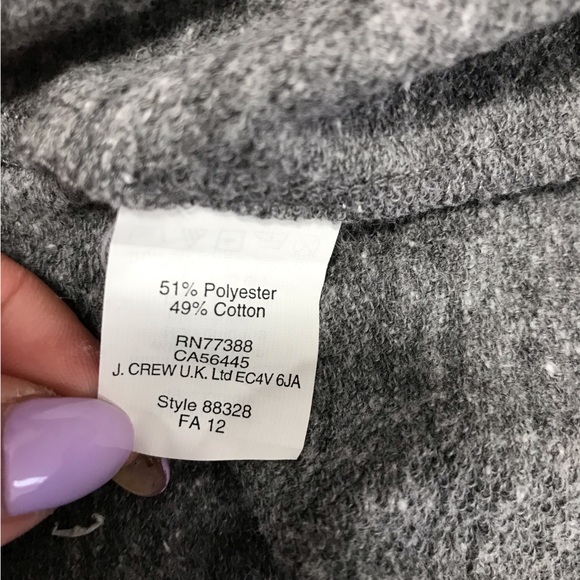 51% Polyester
49% Cotton
RN77388
CA56445
J. CREW U.K. Ltd EC4V 6JA
Style 88328
FA 12